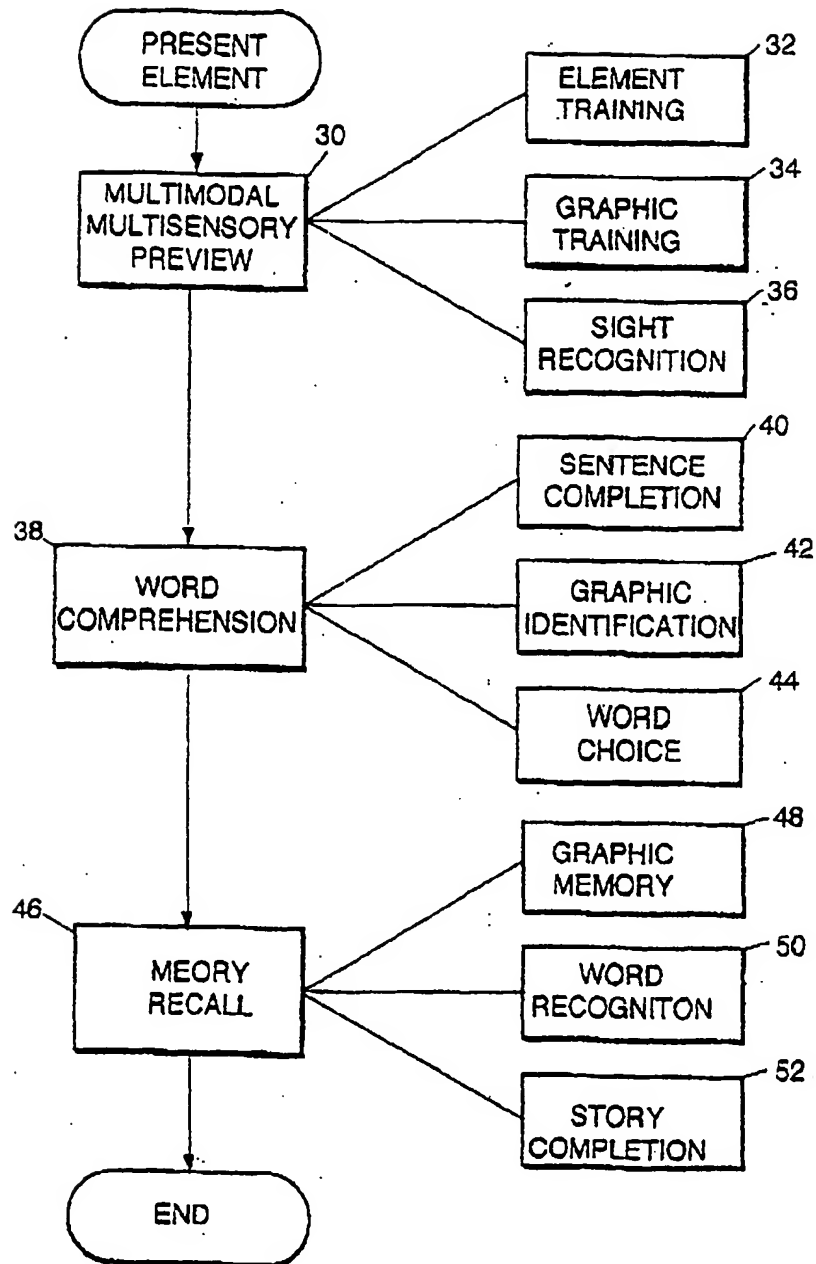 PRESENT
ELEMENT
30
MULTIMODAL
MULTISENSORY
PREVIEW
32
ELEMENT
TRAINING
34
GRAPHIC
TRAINING
36
SIGHT
RECOGNITION
38
WORD
COMPREHENSION
40
SENTENCE
COMPLETION
42
GRAPHIC
IDENTIFICATION
44
WORD
CHOICE
46
MEORY
RECALL
48
GRAPHIC
MEMORY
50
WORD
RECOGNITON
52
STORY
COMPLETION
END